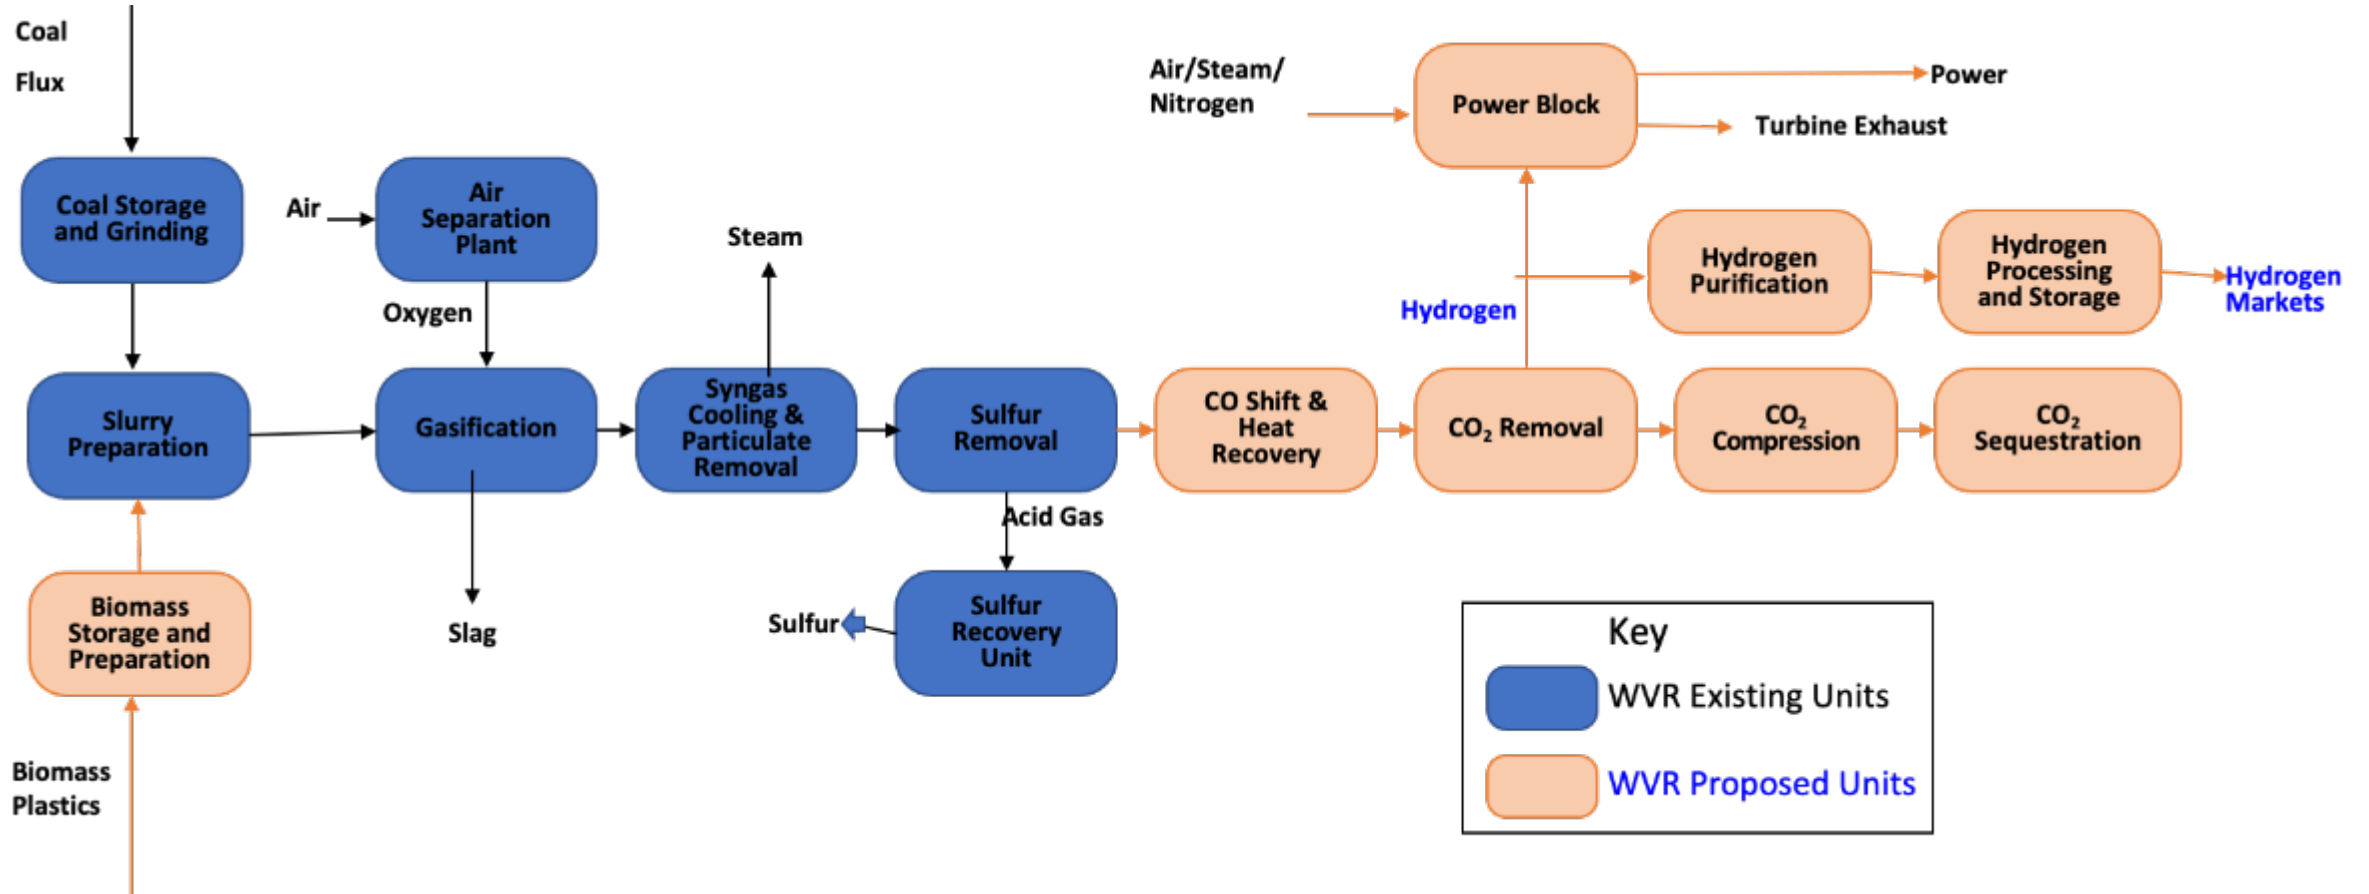 Coal
Flux
Coal Storage
and Grinding
Air
Air
Separation
Plant
Oxygen
Steam
Slurry
Preparation
Gasification
Syngas
Cooling &
Particulate
Removal
Sulfur
Removal
Acid Gas
Sulfur
Recovery
Unit
Sulfur
Slag
Biomass
Storage and
Preparation
Biomass
Plastics
CO Shift &
Heat
Recovery
CO₂ Removal
CO₂
Compression
CO₂
Sequestration
Hydrogen
Air/Steam/
Nitrogen
Power Block
Power
Turbine Exhaust
Hydrogen
Purification
Hydrogen
Processing
and Storage
Hydrogen
Markets
Key
WVR Existing Units
WVR Proposed Units